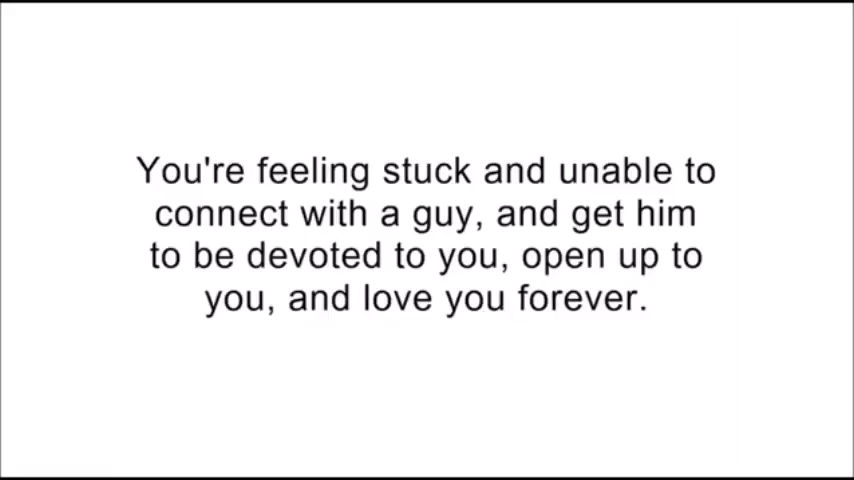 You're feeling stuck and unable to
connect with a guy, and get him
to be devoted to you, open up to
you, and love you forever.